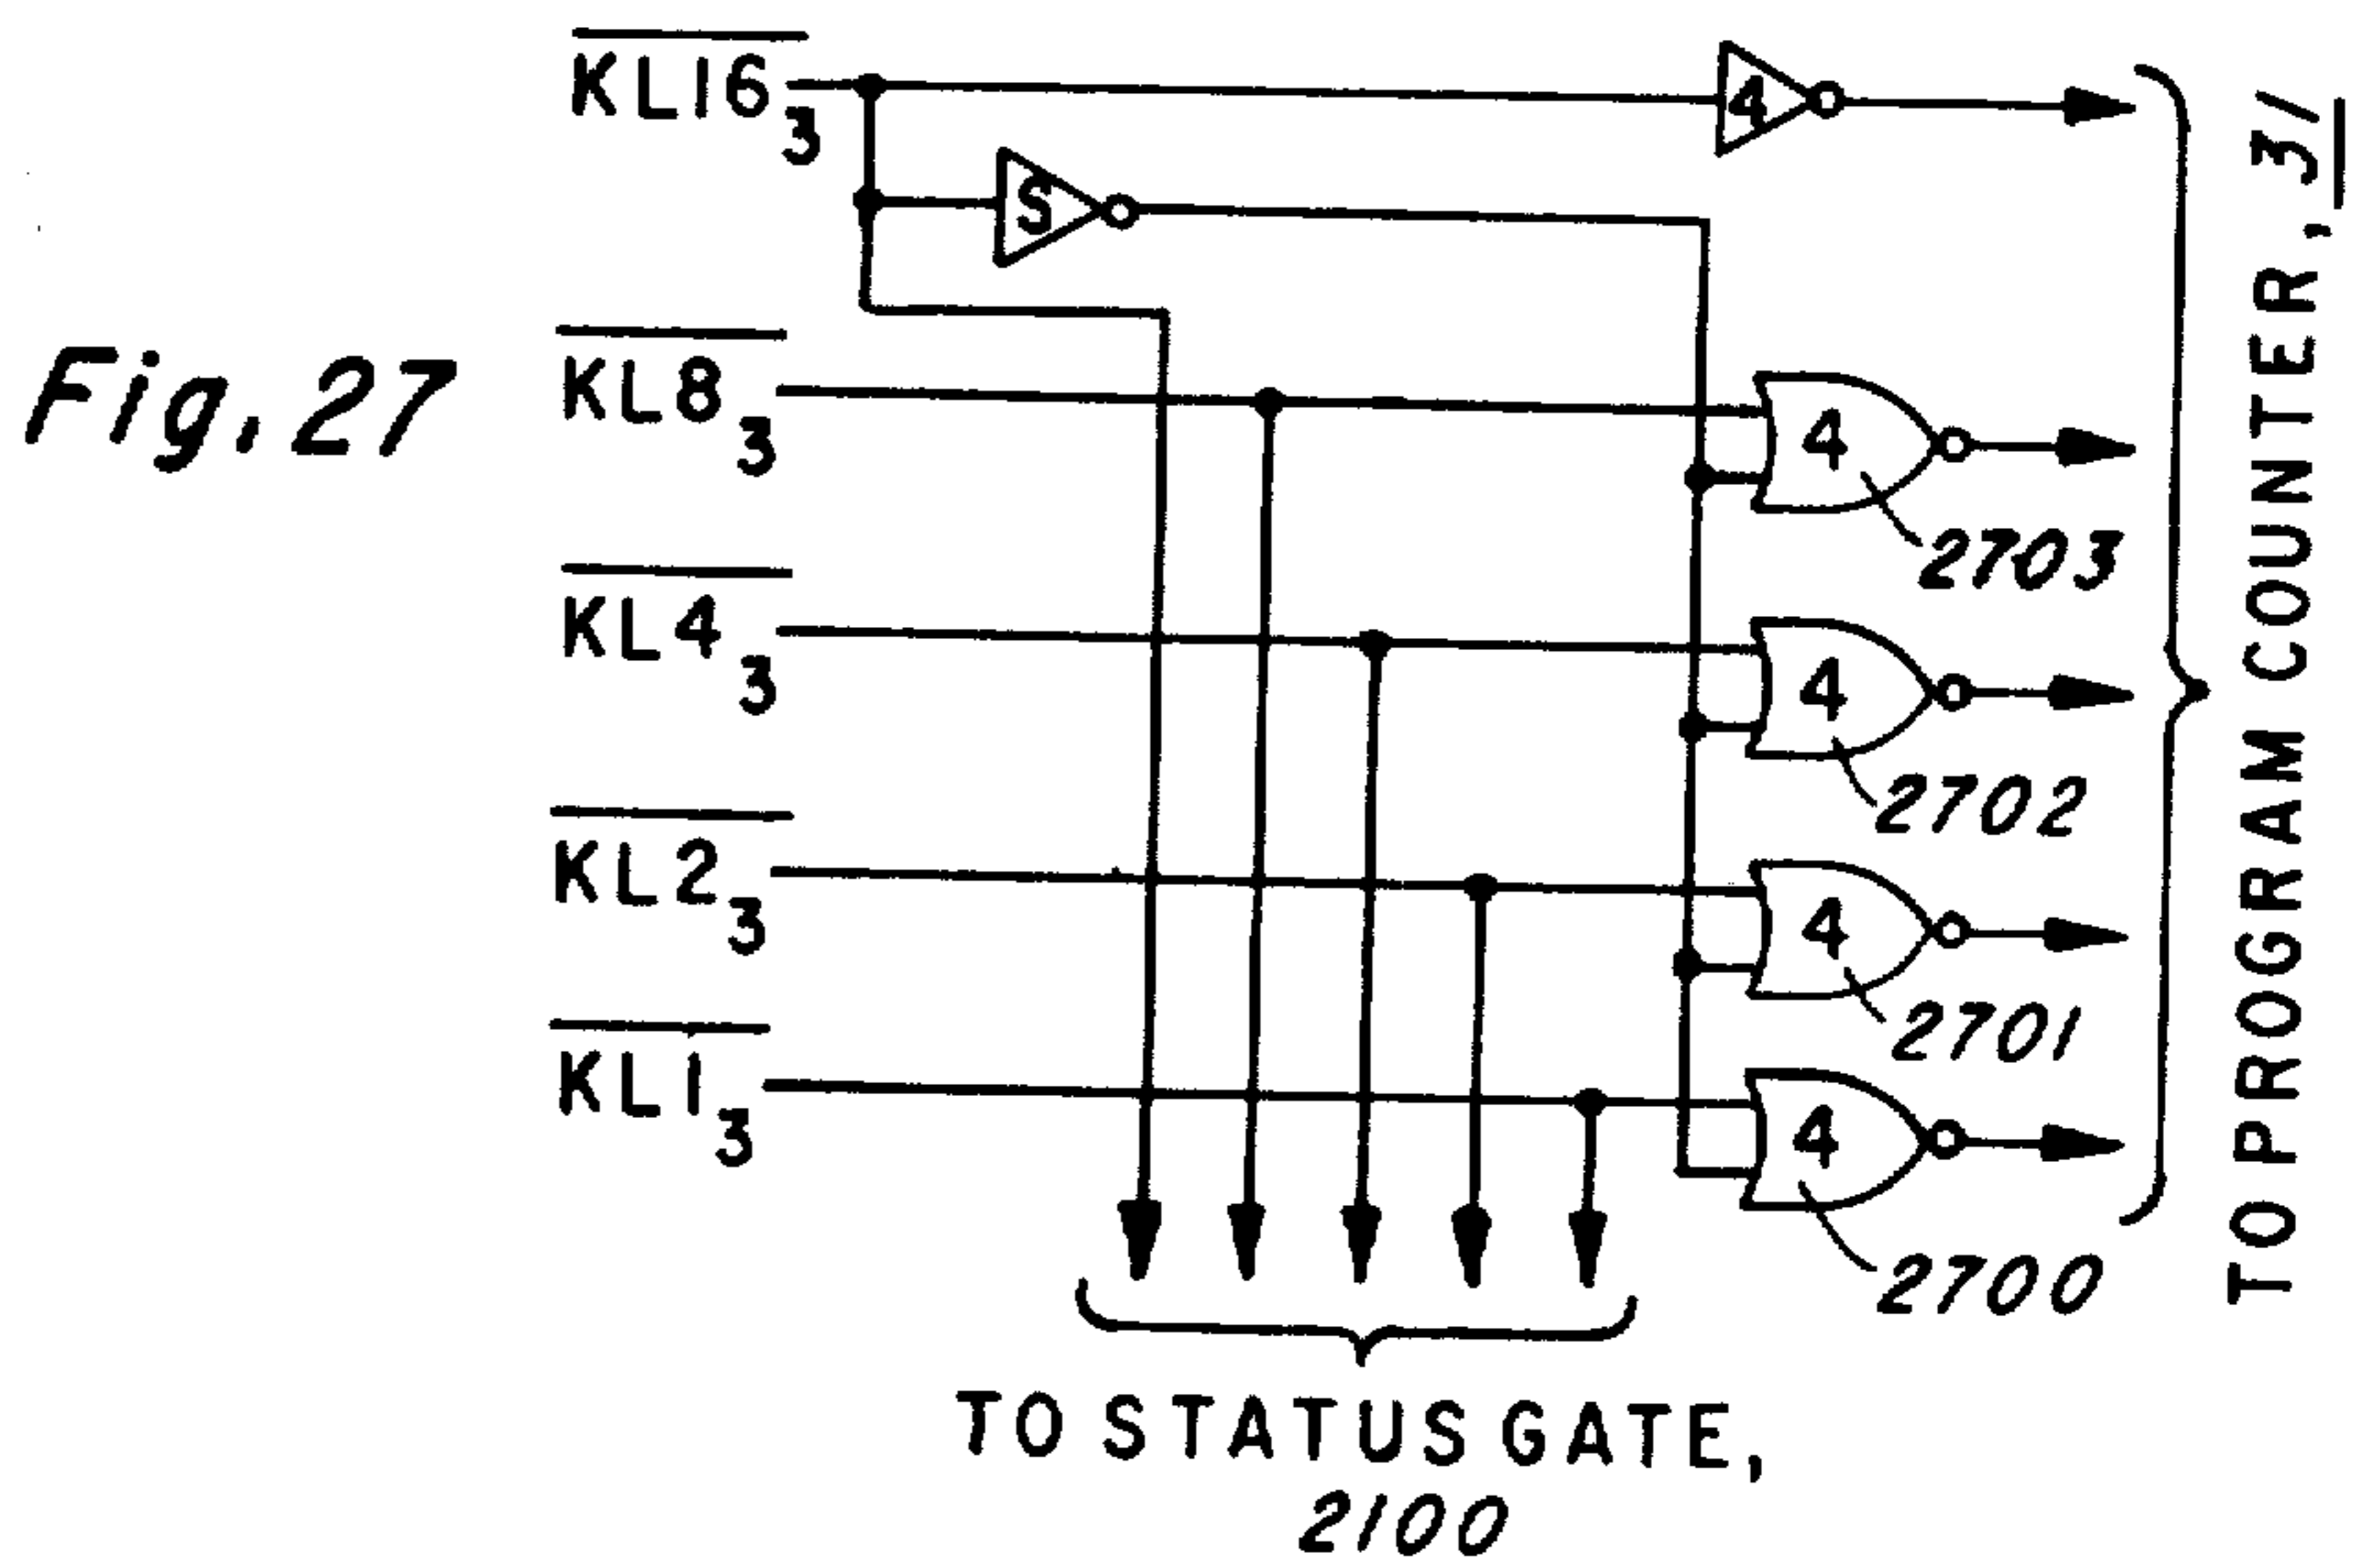 Fig. 27
KL16₃
4
S
KL8₃
4
2703
KL4₃
4
2702
KL2₃
4
2701
KL1₃
4
2700
TO PROGRAM COUNTER, 31
TO STATUS GATE,
2100